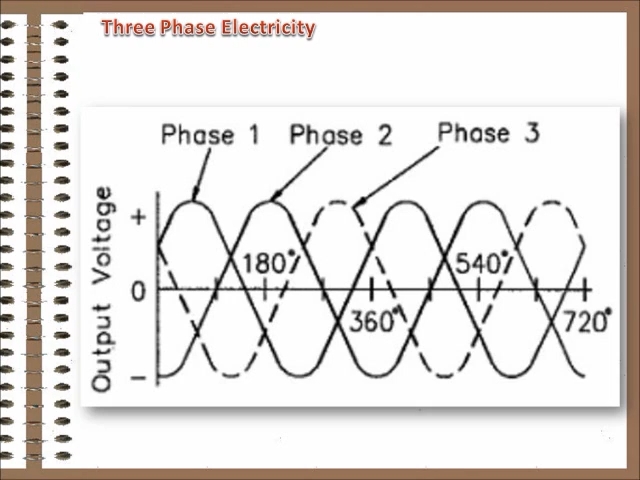 Three Phase Electricity
Phase 1 Phase 2 Phase 3
Output Voltage
+
180°
540°
0
360°
720°
−